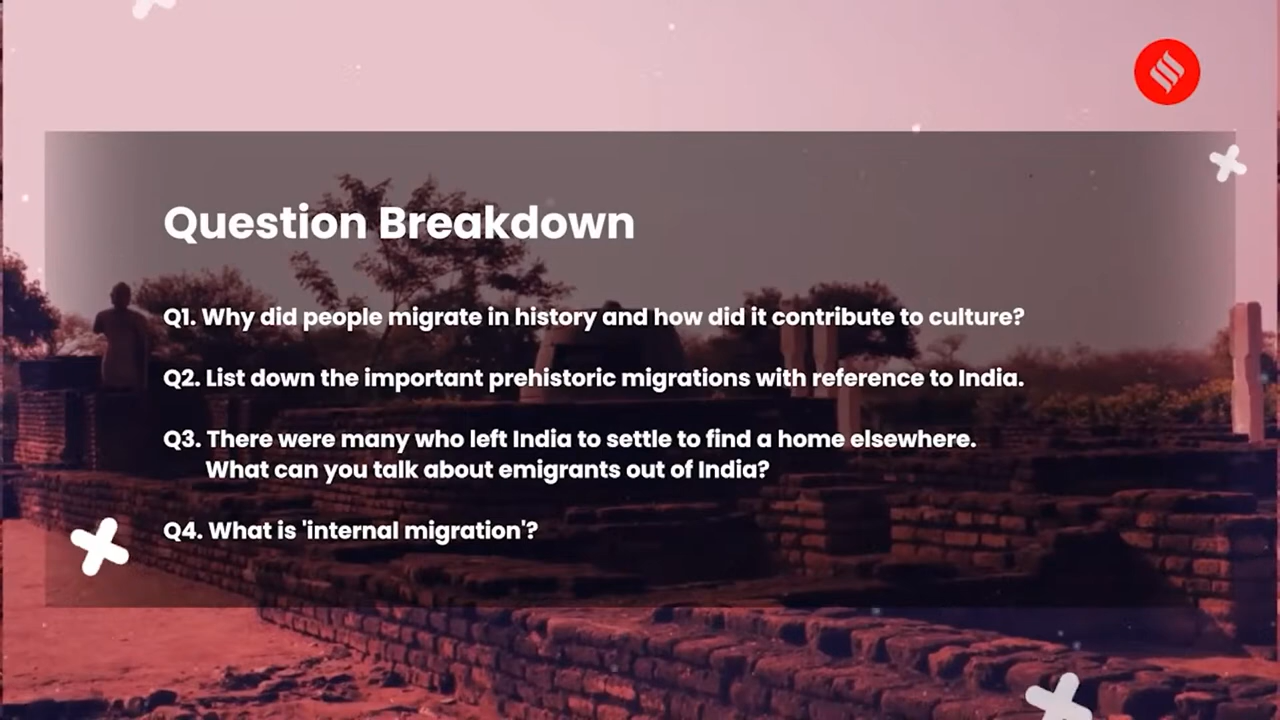 Question Breakdown
Q1. Why did people migrate in history and how did it contribute to culture?
Q2. List down the important prehistoric migrations with reference to India.
Q3. There were many who left India to settle to find a home elsewhere.
What can you talk about emigrants out of India?
Q4. What is 'internal migration'?